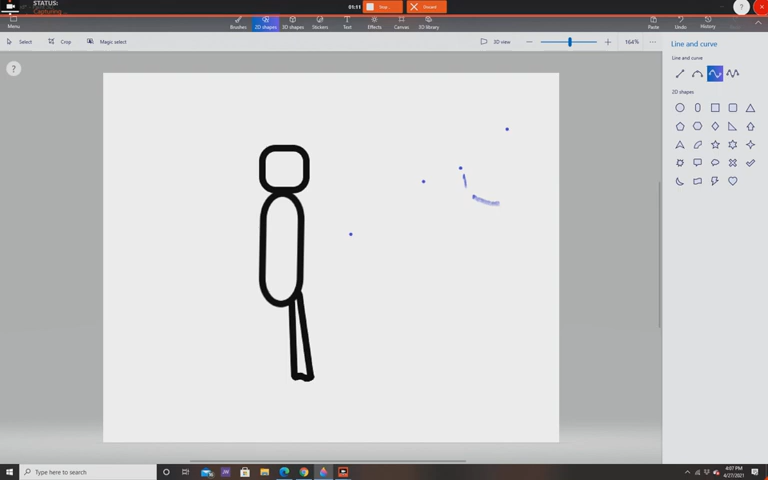 STATUS:
Capturing...
01:11
Stop...
Discard
Menu
Brushes
2D shapes
3D shapes
Stickers
Text
Effects
Canvas
3D library
Paste
Undo
History
Select
Crop
Magic select
3D view
164%
Line and curve
Line and curve
2D shapes
Type here to search
4:07 PM
4/27/2021